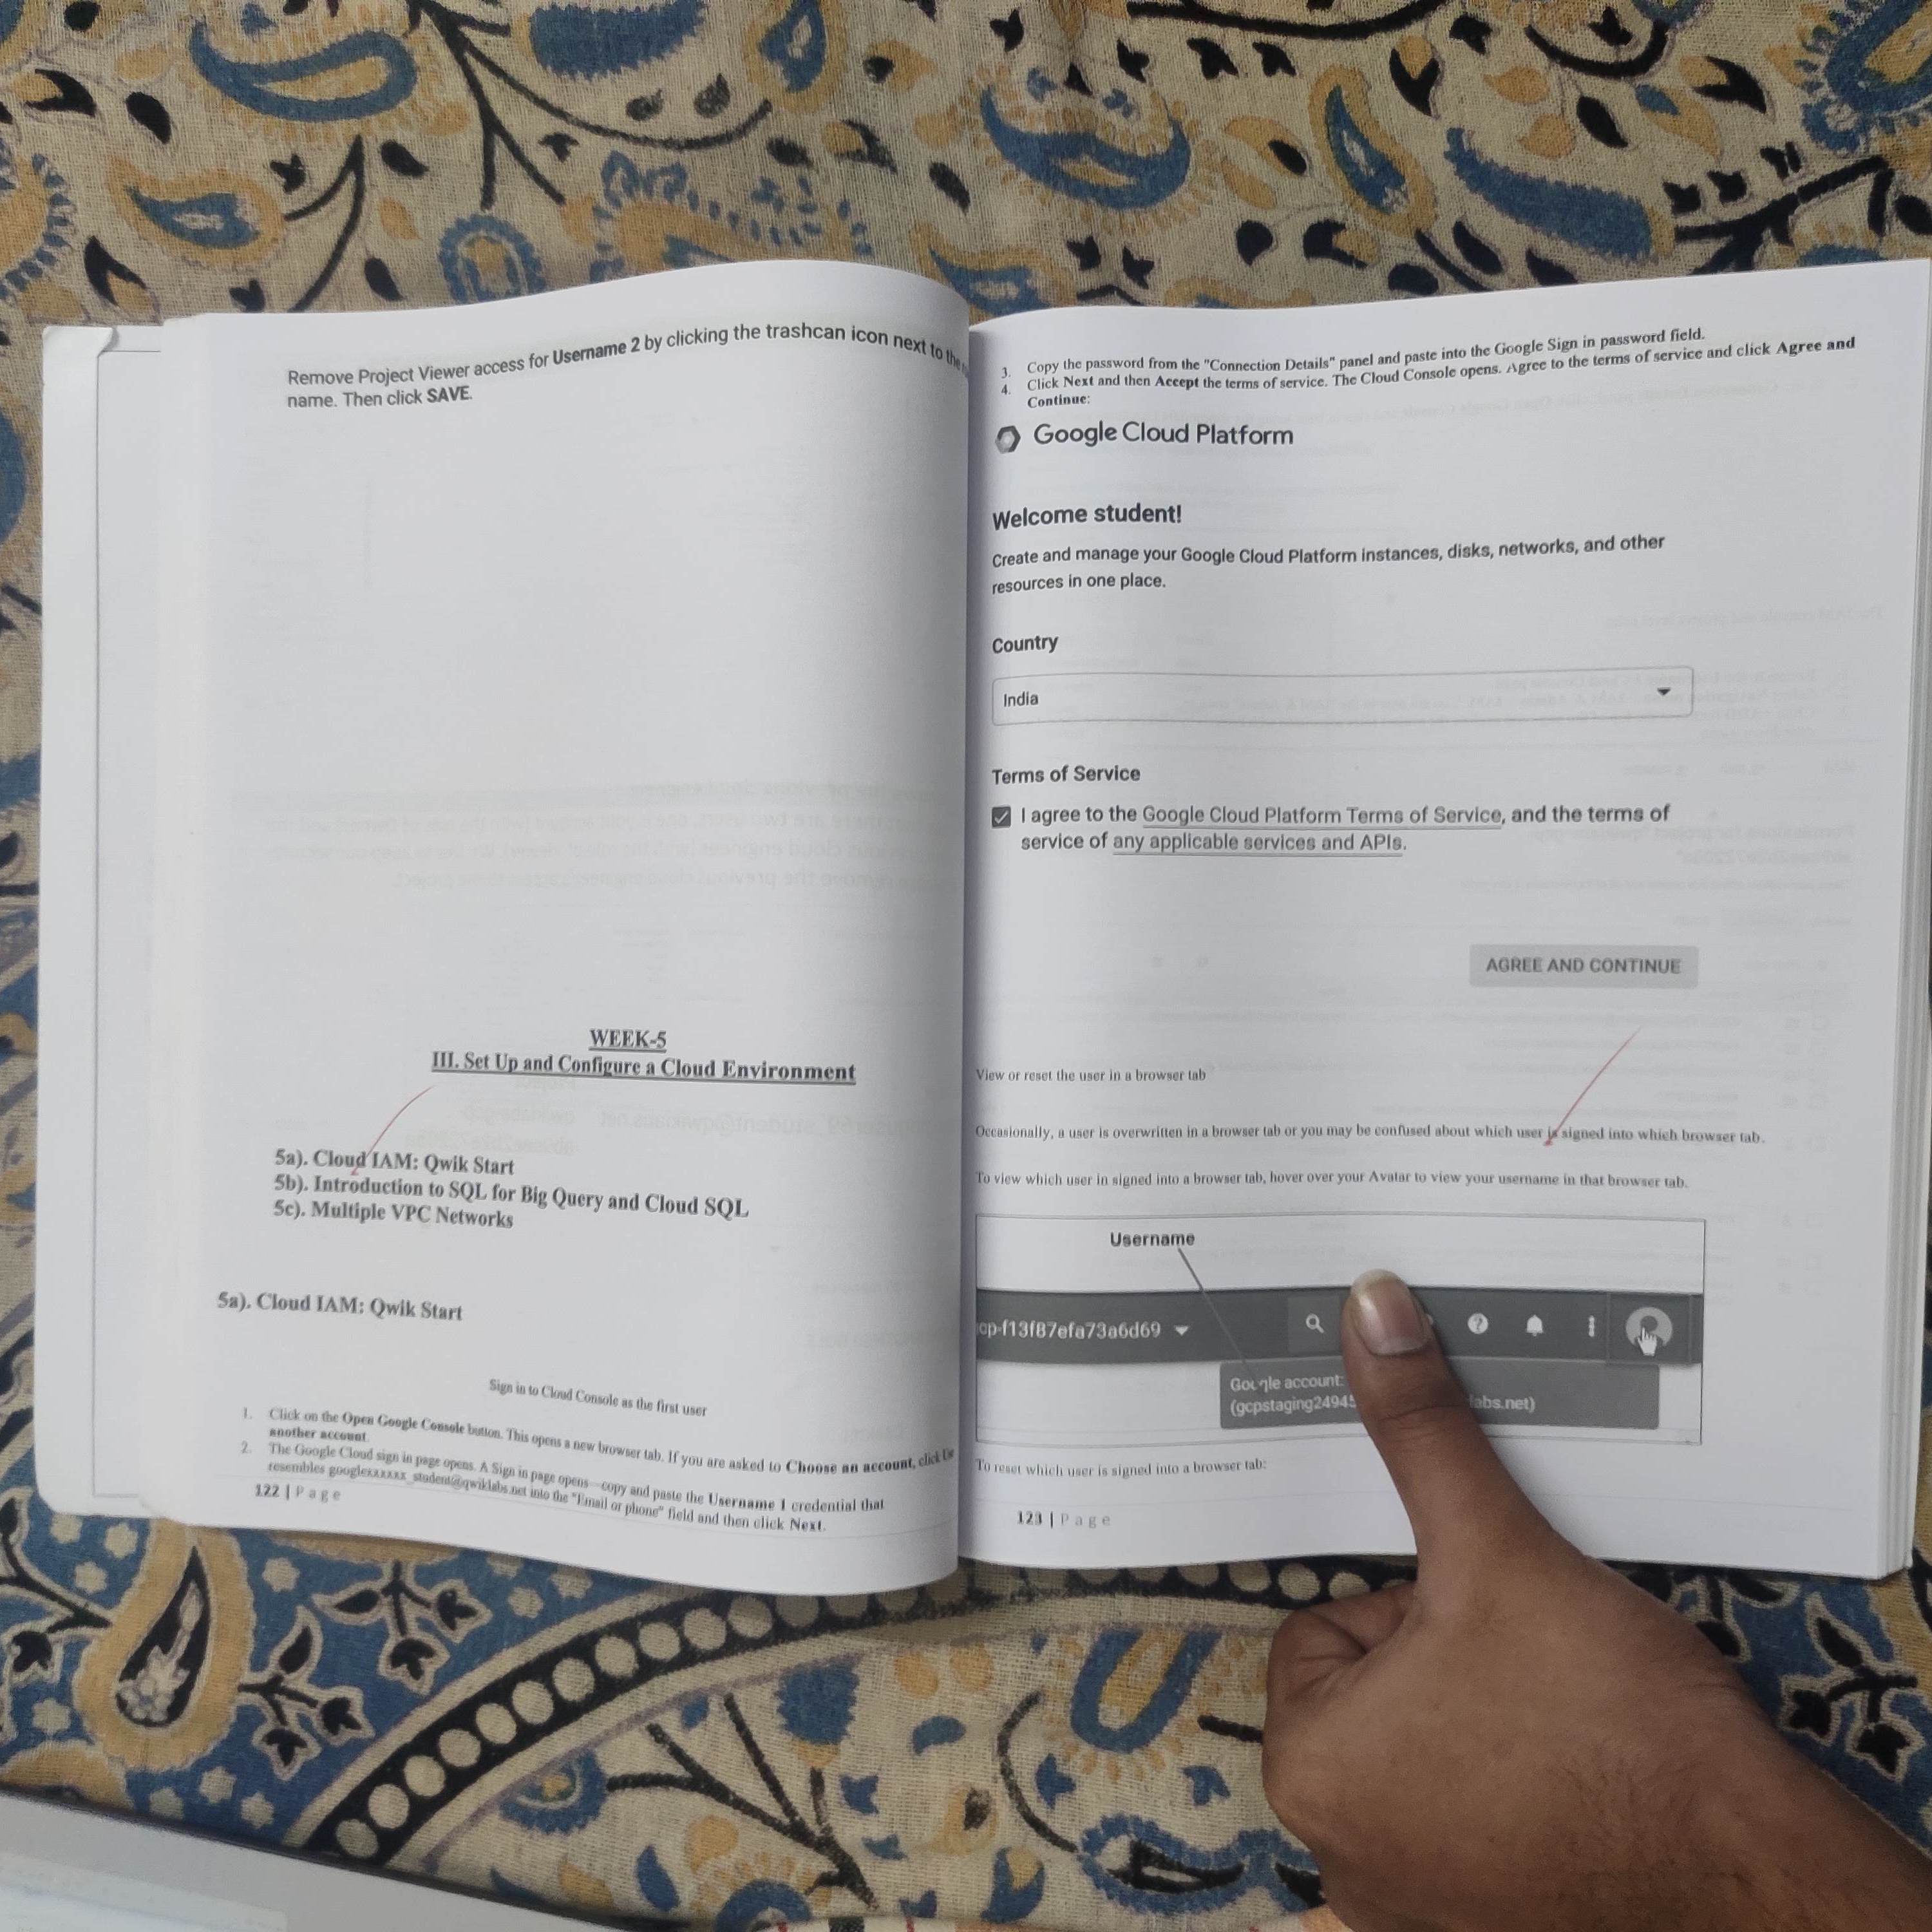 Remove Project Viewer access for Username 2 by clicking the trashcan icon next to the
name. Then click SAVE.
WEEK-5
II. Set Up and Configure a Cloud Environment
5a). Cloud IAM: Qwik Start
5b). Introduction to SQL for Big Query and Cloud SQL
5c). Multiple VPC Networks
5a). Cloud IAM: Qwik Start
Sign in to Cloud Console as the first user
1. Click on the Open Google Console button. This opens a new browser tab. If you are asked to Choose an account, click
another account.
2. The Google Cloud sign in page opens. A Sign in page opens—copy and paste the Username 1 credential that
resembles googlexxxxxx_student@qwiklabs.net into the "Email or phone" field and then click Next.
122 | Page
3. Copy the password from the "Connection Details" panel and paste into the Google Sign in password field.
4. Click Next and then Accept the terms of service. The Cloud Console opens. Agree to the terms of service and click Agree and
Continue:
Google Cloud Platform
Welcome student!
Create and manage your Google Cloud Platform instances, disks, networks, and other
resources in one place.
Country
India
Terms of Service
I agree to the Google Cloud Platform Terms of Service, and the terms of
service of any applicable services and APIs.
AGREE AND CONTINUE
View or reset the user in a browser tab
Occasionally, a user is overwritten in a browser tab or you may be confused about which user is signed into which browser tab.
To view which user in signed into a browser tab, hover over your Avatar to view your username in that browser tab.
Username
cp-f13f87efa73a6d69
Google account:
(gcpstaging24945 labs.net)
To reset which user is signed into a browser tab:
123 | Page